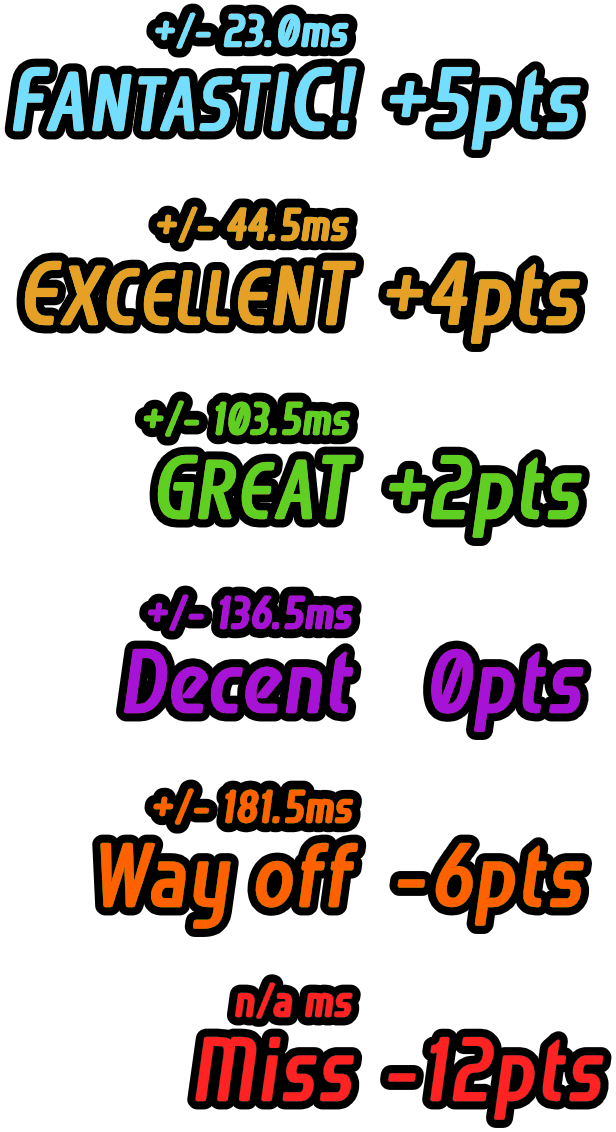 +/- 23.0ms
FANTASTIC! +5pts
+/- 44.5ms
EXCELLENT +4pts
+/- 103.5ms
GREAT +2pts
+/- 136.5ms
Decent 0pts
+/- 181.5ms
Way off -6pts
n/a ms
Miss -12pts